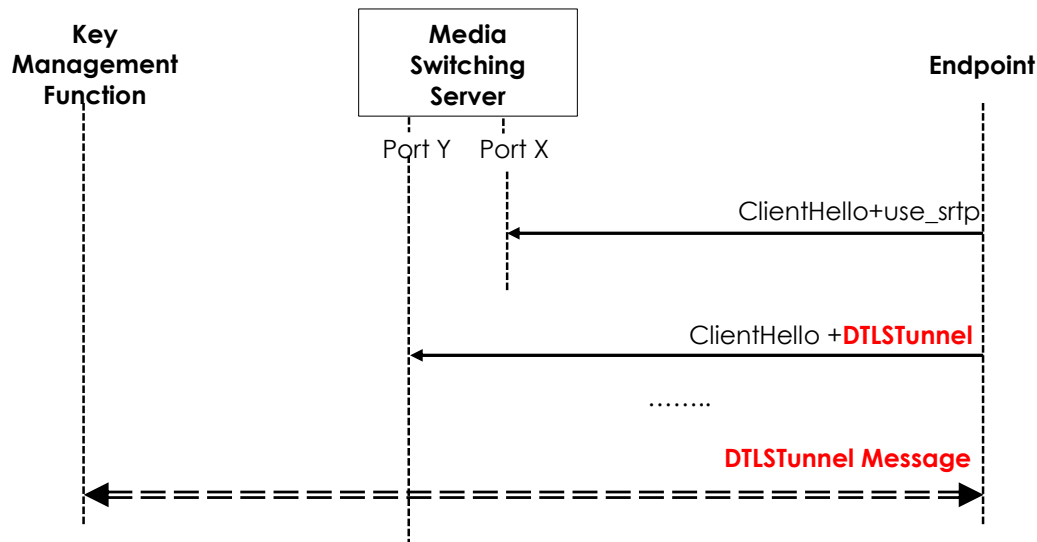 Key
Management
Function
Media
Switching
Server
Endpoint
Port Y
Port X
ClientHello+use_srtp
ClientHello +DTLSTunnel
........
DTLSTunnel Message